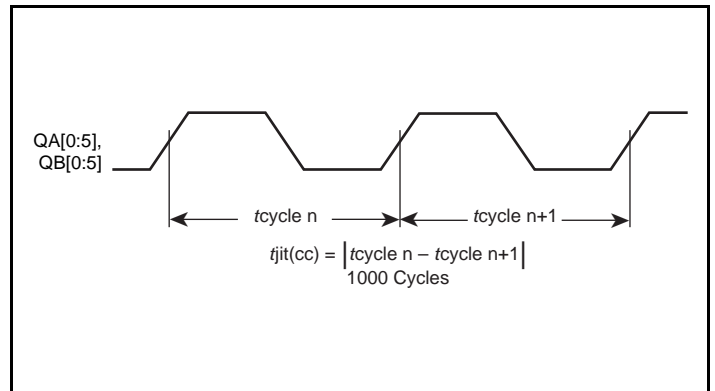 QA[0:5],
QB[0:5]
tcycle n
tcycle n+1
tjit(cc) = |tcycle n – tcycle n+1|
1000 Cycles